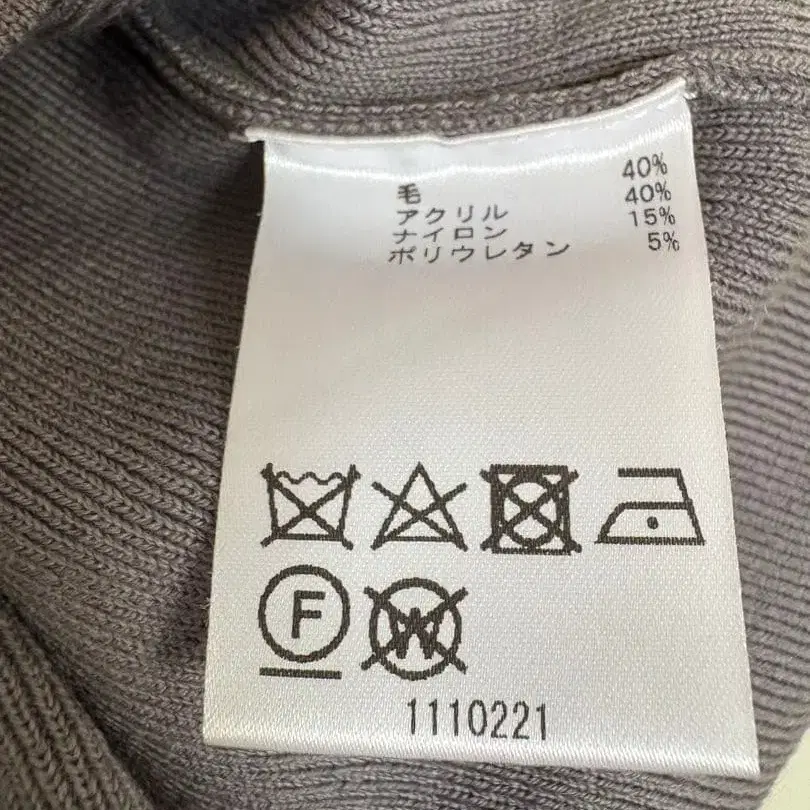 毛 40%
アクリル 40%
ナイロン 15%
ポリウレタン 5%
F
W
1110221